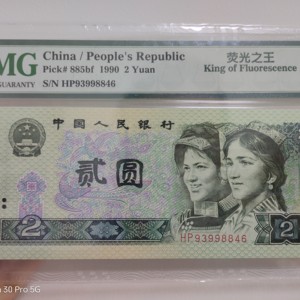 MG
GUARANTY
China / People's Republic
Pick# 885bf 1990 2 Yuan
S/N HP93998846
荧光之王
King of Fluorescence
中国人民银行
贰圆
HP93998846
2
2
30 Pro 5G